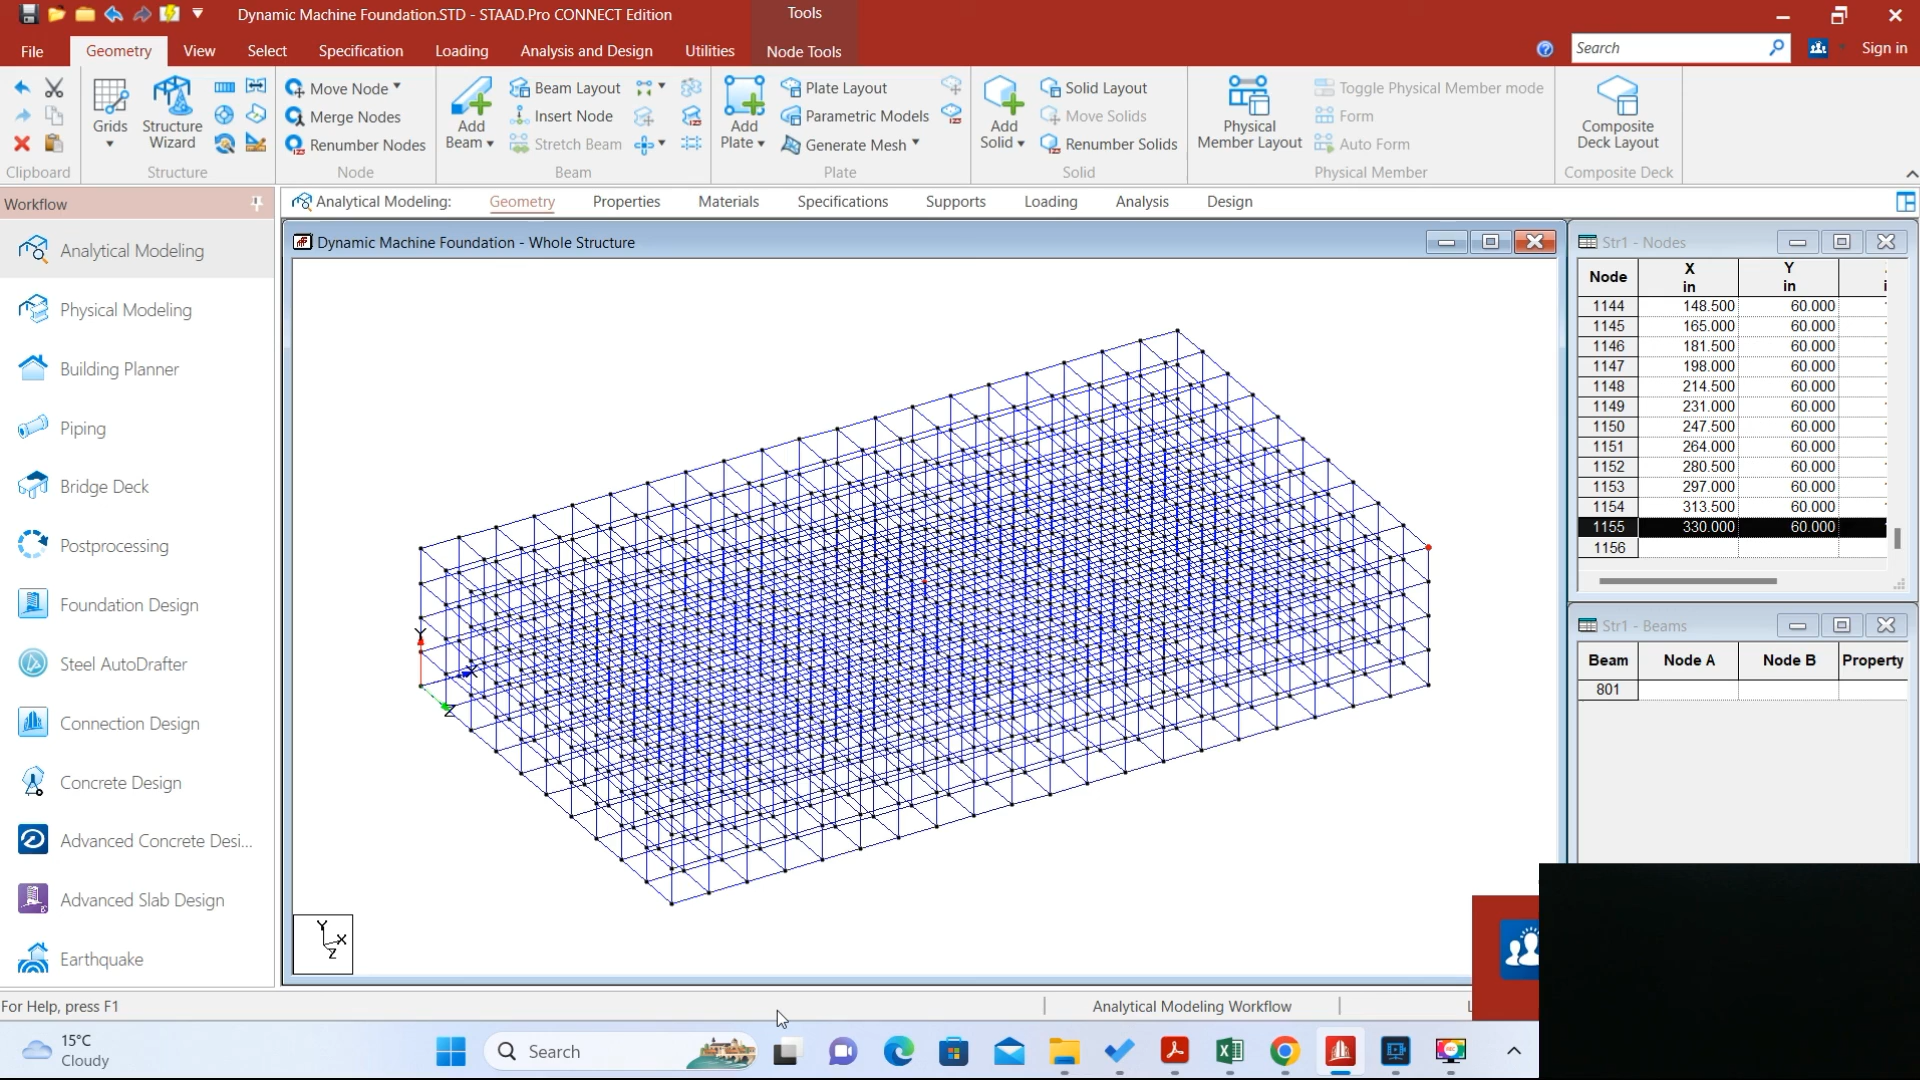 Dynamic Machine Foundation.STD - STAAD.Pro CONNECT Edition
Tools
File
Geometry
View
Select
Specification
Loading
Analysis and Design
Utilities
Node Tools
Search
Sign in
Grids
Structure Wizard
Move Node
Merge Nodes
Renumber Nodes
Add Beam
Beam Layout
Insert Node
Stretch Beam
Add Plate
Plate Layout
Parametric Models
Generate Mesh
Add Solid
Solid Layout
Move Solids
Renumber Solids
Physical Member Layout
Toggle Physical Member mode
Form
Auto Form
Composite Deck Layout
Clipboard
Structure
Node
Beam
Plate
Solid
Physical Member
Composite Deck
Workflow
Analytical Modeling:
Geometry
Properties
Materials
Specifications
Supports
Loading
Analysis
Design
Analytical Modeling
Physical Modeling
Building Planner
Piping
Bridge Deck
Postprocessing
Foundation Design
Steel AutoDrafter
Connection Design
Concrete Design
Advanced Concrete Desi...
Advanced Slab Design
Earthquake
Dynamic Machine Foundation - Whole Structure
Y
X
Z
Y
X
Z
Str1 - Nodes
Node X in Y in
1144 148.500 60.000
1145 165.000 60.000
1146 181.500 60.000
1147 198.000 60.000
1148 214.500 60.000
1149 231.000 60.000
1150 247.500 60.000
1151 264.000 60.000
1152 280.500 60.000
1153 297.000 60.000
1154 313.500 60.000
1155 330.000 60.000
1156
Str1 - Beams
Beam Node A Node B Property
801
For Help, press F1
Analytical Modeling Workflow
15°C
Cloudy
Search